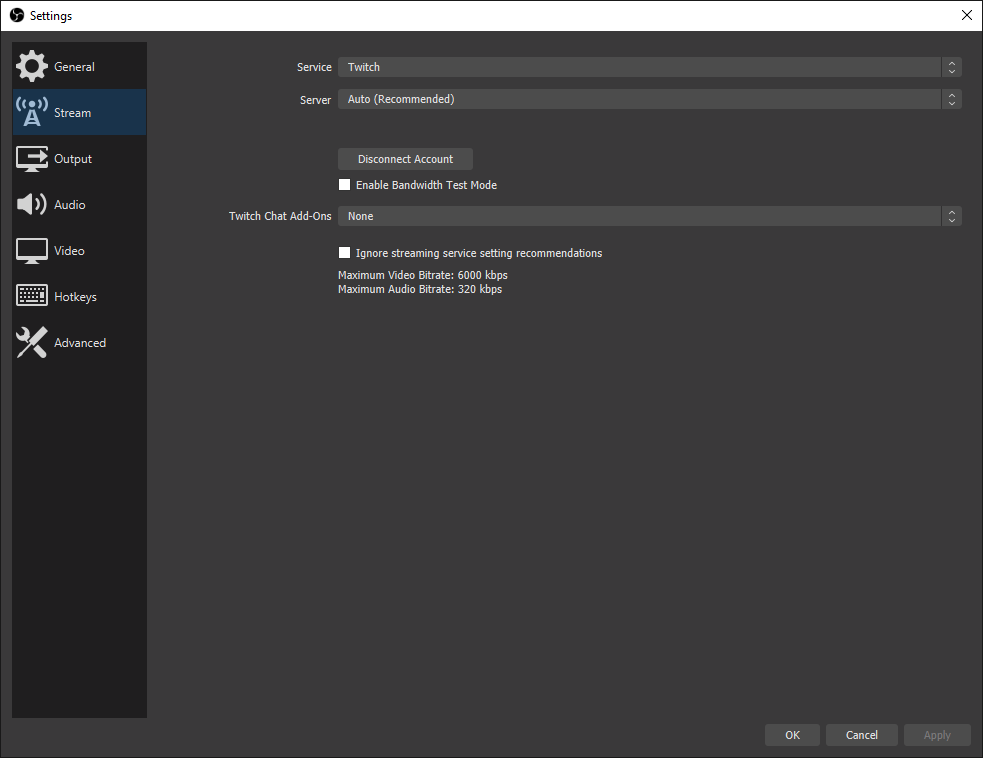 Settings
General
Stream
Output
Audio
Video
Hotkeys
Advanced
Service Twitch
Server Auto (Recommended)
Disconnect Account
Enable Bandwidth Test Mode
Twitch Chat Add-Ons None
Ignore streaming service setting recommendations
Maximum Video Bitrate: 6000 kbps
Maximum Audio Bitrate: 320 kbps
OK Cancel Apply